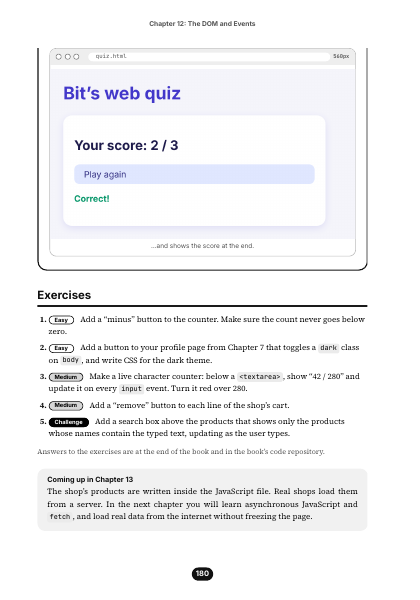 Chapter 12: The DOM and Events
quiz.html
560px
Bit's web quiz
Your score: 2 / 3
Play again
Correct!
...and shows the score at the end.
Exercises
1. Easy Add a "minus" button to the counter. Make sure the count never goes below
zero.
2. Easy Add a button to your profile page from Chapter 7 that toggles a dark class
on body, and write CSS for the dark theme.
3. Medium Make a live character counter: below a <textarea>, show "42 / 280" and
update it on every input event. Turn it red over 280.
4. Medium Add a "remove" button to each line of the shop's cart.
5. Challenge Add a search box above the products that shows only the products
whose names contain the typed text, updating as the user types.
Answers to the exercises are at the end of the book and in the book's code repository.
Coming up in Chapter 13
The shop's products are written inside the JavaScript file. Real shops load them
from a server. In the next chapter you will learn asynchronous JavaScript and
fetch, and load real data from the internet without freezing the page.
180